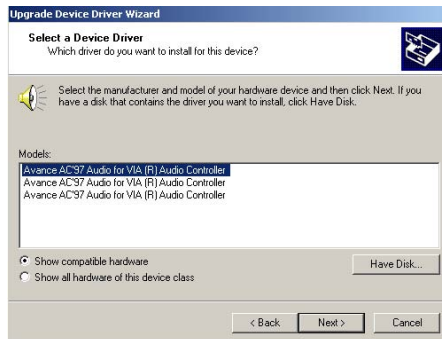 Upgrade Device Driver Wizard
Select a Device Driver
Which driver do you want to install for this device?
Select the manufacturer and model of your hardware device and then click Next. If you
have a disk that contains the driver you want to install, click Have Disk.
Models:
Avance AC'97 Audio for VIA (R) Audio Controller
Avance AC'97 Audio for VIA (R) Audio Controller
Avance AC'97 Audio for VIA (R) Audio Controller
Show compatible hardware
Show all hardware of this device class
Have Disk...
< Back
Next >
Cancel